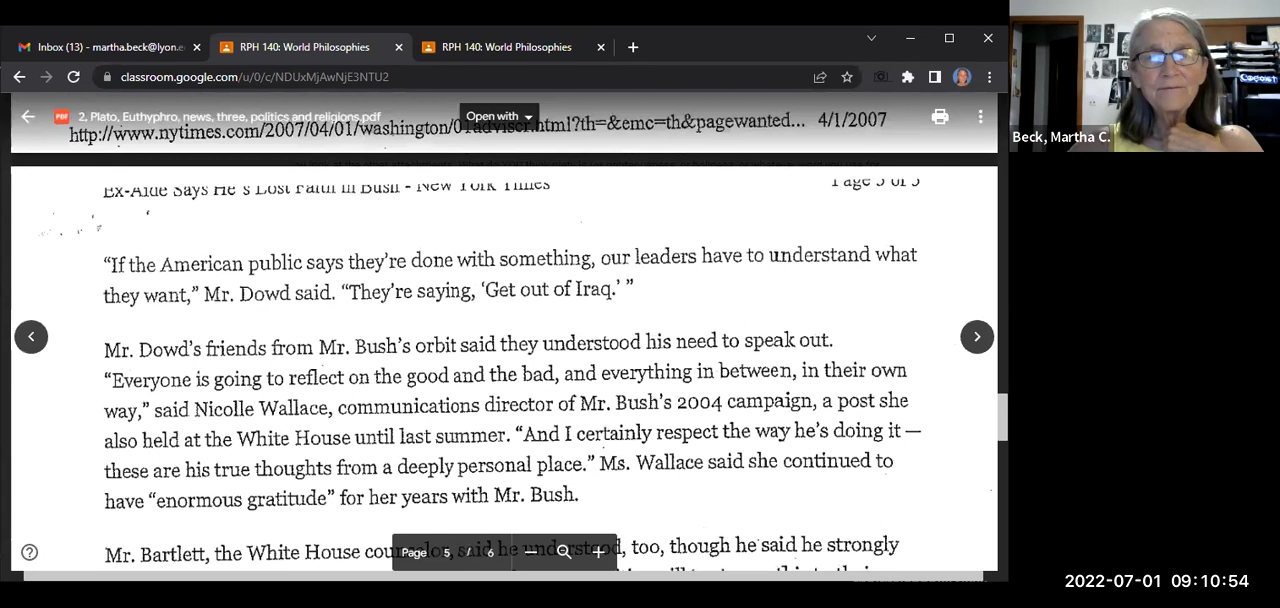 Inbox (13) - martha.beck@lyon.e
RPH 140: World Philosophies
RPH 140: World Philosophies
classroom.google.com/u/0/c/NDUxMjAwNjE3NTU2
PDF 2, Plato, Euthyphro, news, three, politics and religions.pdf
Open with
http://www.nytimes.com/2007/04/01/washington/01adviser.html?th=&emc=th&pagewanted... 4/1/2007
Ex-Aide Says He's Lost Faith in Bush - New York Times Page 5 of 5
“If the American public says they're done with something, our leaders have to understand what
they want,” Mr. Dowd said. “They're saying, ‘Get out of Iraq.’ ”
Mr. Dowd's friends from Mr. Bush's orbit said they understood his need to speak out.
“Everyone is going to reflect on the good and the bad, and everything in between, in their own
way,” said Nicolle Wallace, communications director of Mr. Bush's 2004 campaign, a post she
also held at the White House until last summer. “And I certainly respect the way he's doing it —
these are his true thoughts from a deeply personal place.” Ms. Wallace said she continued to
have “enormous gratitude” for her years with Mr. Bush.
Mr. Bartlett, the White House counselor, said he understood, too, though he said he strongly
Page 5 / 6
Beck, Martha C.
2022-07-01 09:10:54